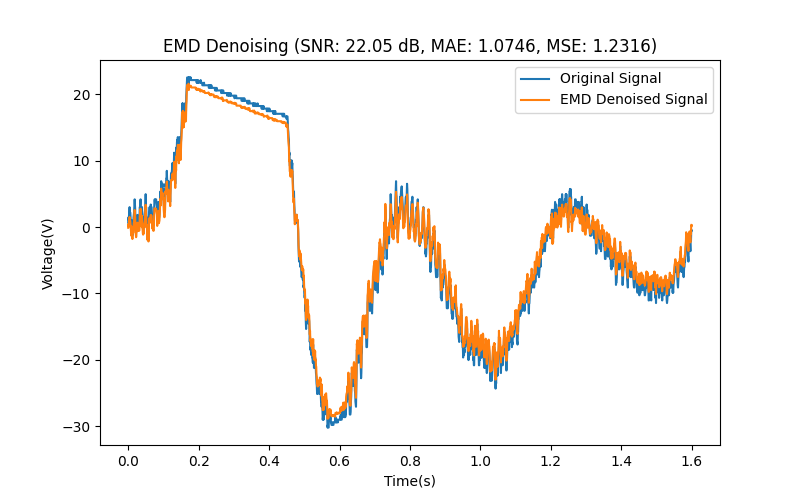 EMD Denoising (SNR: 22.05 dB, MAE: 1.0746, MSE: 1.2316)
Original Signal
EMD Denoised Signal
Voltage(V)
20
10
0
−10
−20
−30
0.0 0.2 0.4 0.6 0.8 1.0 1.2 1.4 1.6
Time(s)